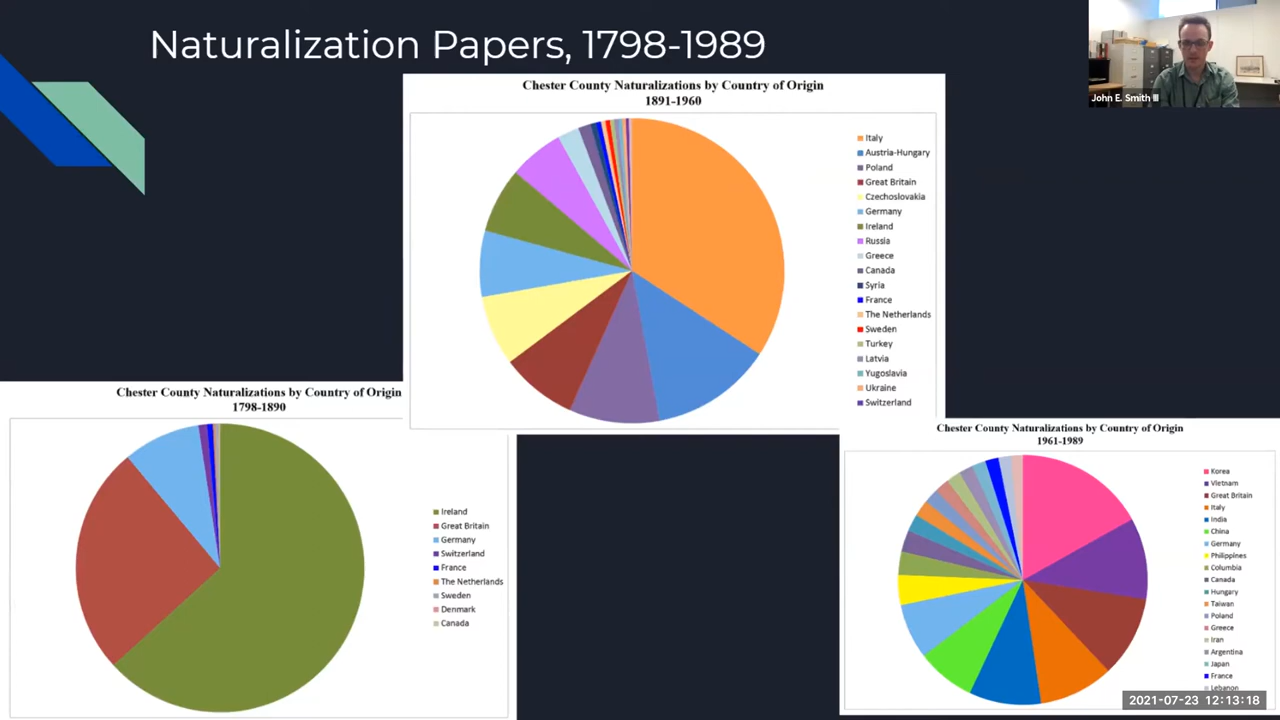 Naturalization Papers, 1798-1989
John E. Smith III
Chester County Naturalizations by Country of Origin
1891-1960
Italy
Austria-Hungary
Poland
Great Britain
Czechoslovakia
Germany
Ireland
Russia
Greece
Canada
Syria
France
The Netherlands
Sweden
Turkey
Latvia
Yugoslavia
Ukraine
Switzerland
Chester County Naturalizations by Country of Origin
1798-1890
Ireland
Great Britain
Germany
Switzerland
France
The Netherlands
Sweden
Denmark
Canada
Chester County Naturalizations by Country of Origin
1961-1989
Korea
Vietnam
Great Britain
Italy
India
China
Germany
Philippines
Columbia
Canada
Hungary
Taiwan
Poland
Greece
Iran
Argentina
Japan
France
Lebanon
2021-07-23 12:13:18